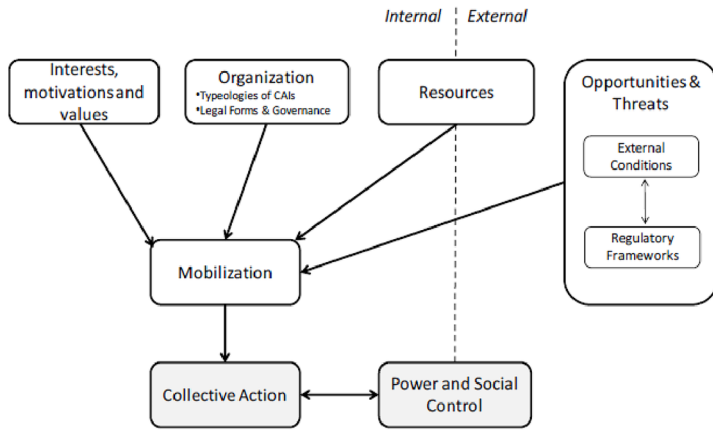 Internal
External
Interests,
motivations and
values
Organization
•Typeologies of CAIs
•Legal Forms & Governance
Resources
Opportunities &
Threats
External
Conditions
Regulatory
Frameworks
Mobilization
Collective Action
Power and Social
Control